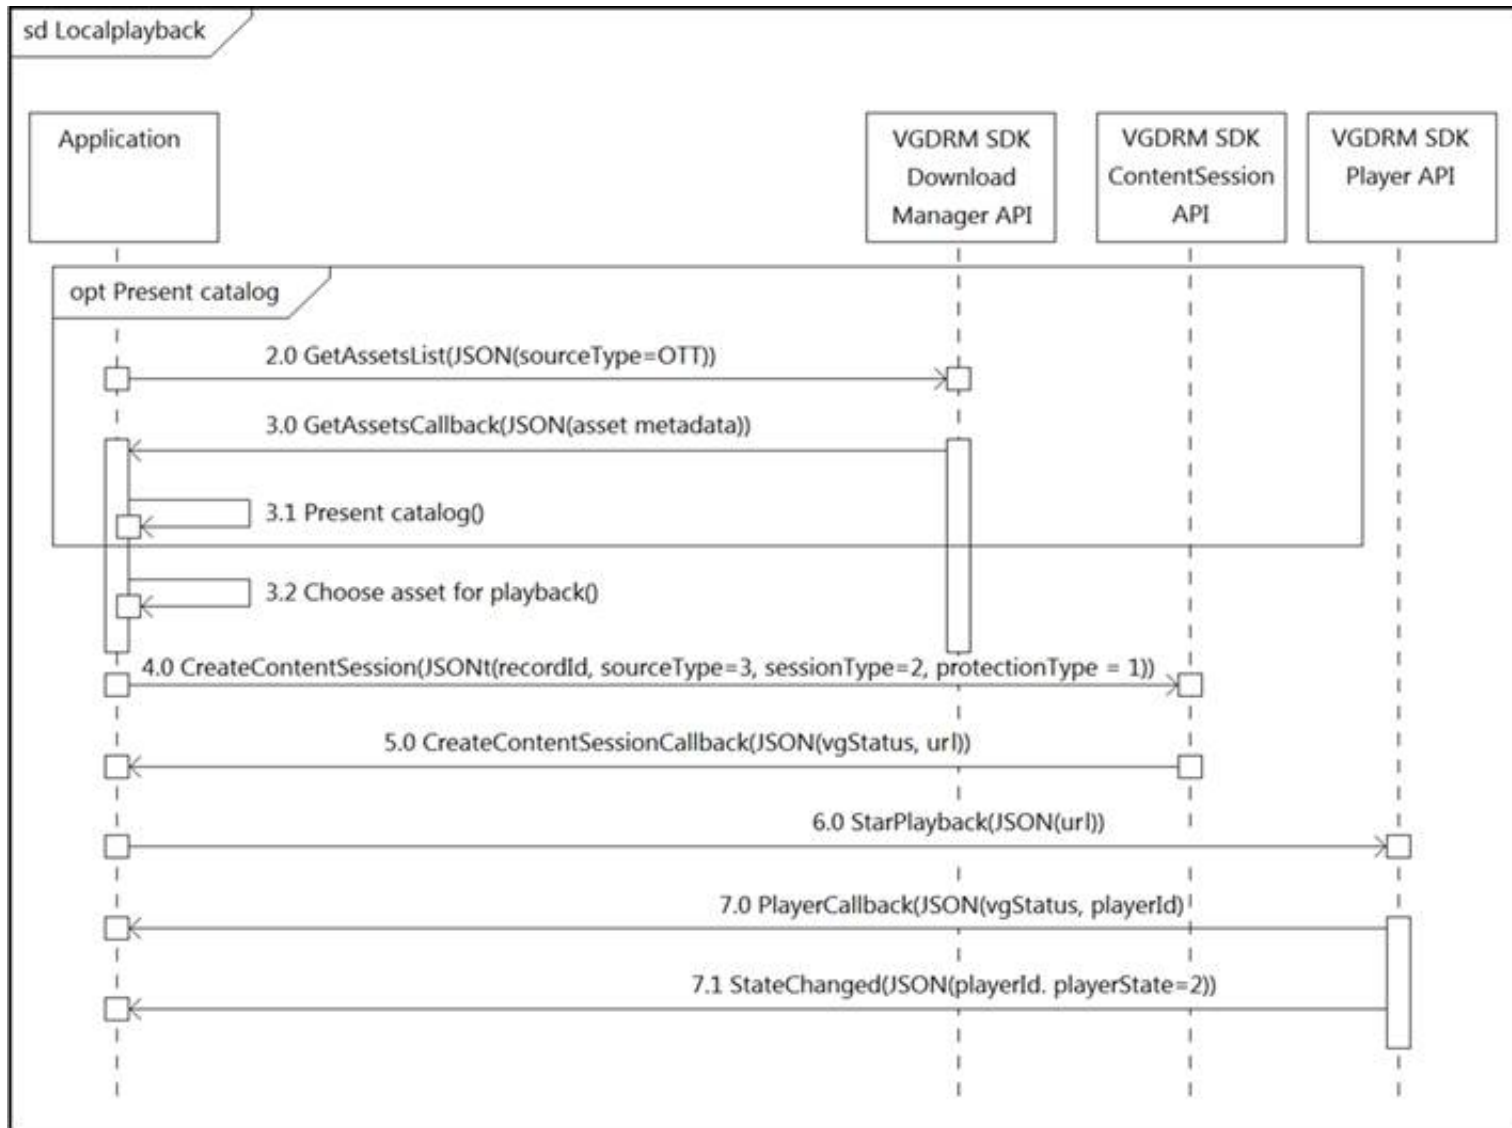 sd Localplayback
Application
VGDRM SDK
Download
Manager API
VGDRM SDK
ContentSession
API
VGDRM SDK
Player API
opt Present catalog
2.0 GetAssetsList(JSON(sourceType=OTT))
3.0 GetAssetsCallback(JSON(asset metadata))
3.1 Present catalog()
3.2 Choose asset for playback()
4.0 CreateContentSession(JSONt(recordId, sourceType=3, sessionType=2, protectionType = 1))
5.0 CreateContentSessionCallback(JSON(vgStatus, url))
6.0 StarPlayback(JSON(url))
7.0 PlayerCallback(JSON(vgStatus, playerId)
7.1 StateChanged(JSON(playerId. playerState=2))